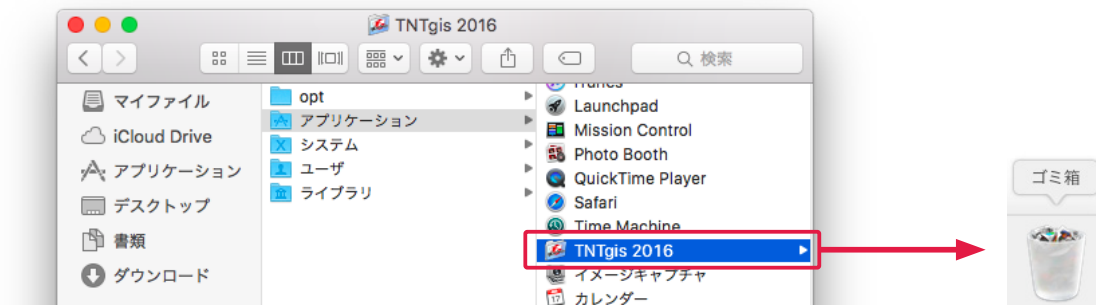 TNTgis 2016
検索
マイファイル
iCloud Drive
アプリケーション
デスクトップ
書類
ダウンロード
opt
アプリケーション
システム
ユーザ
ライブラリ
iTunes
Launchpad
Mission Control
Photo Booth
QuickTime Player
Safari
Time Machine
TNTgis 2016
イメージキャプチャ
カレンダー
ゴミ箱